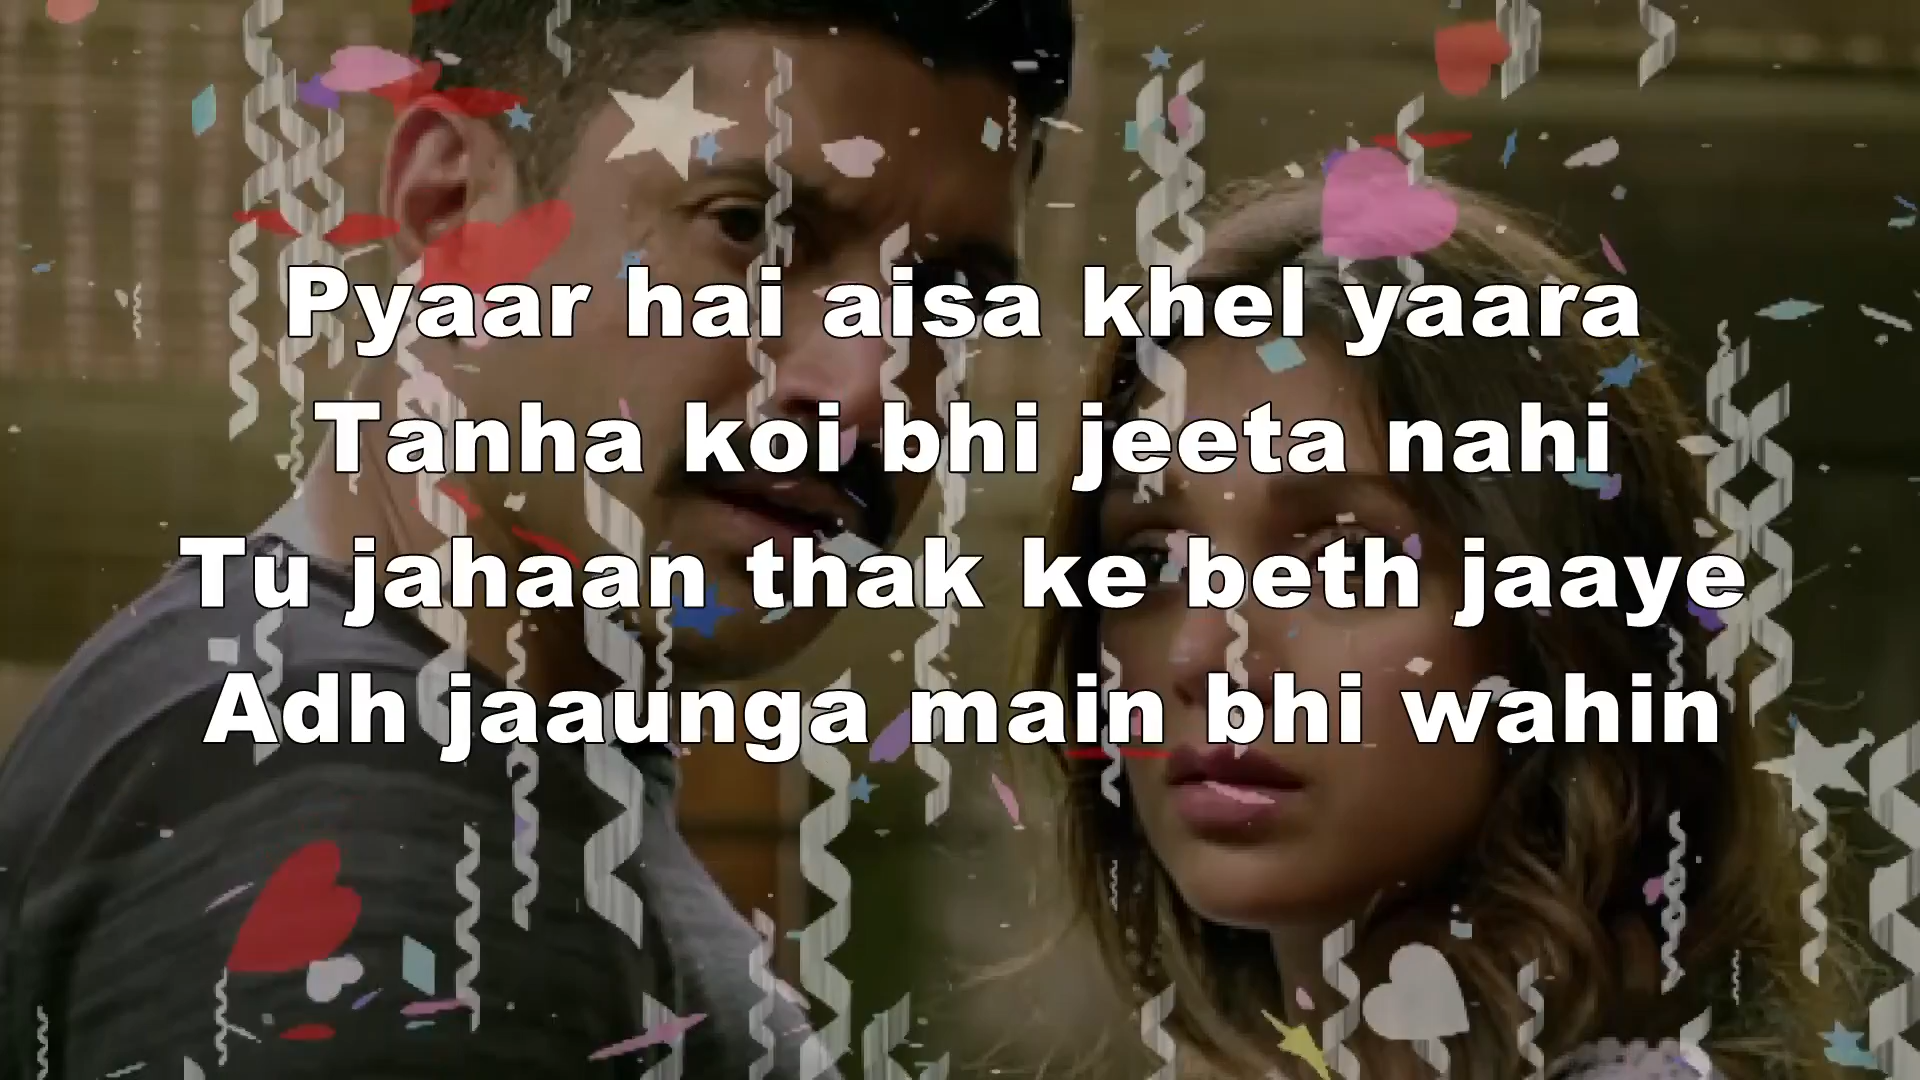 Pyaar hai aisa khel yaara
Tanha koi bhi jeeta nahi
Tu jahaan thak ke beth jaaye
Adh jaaunga main bhi wahin